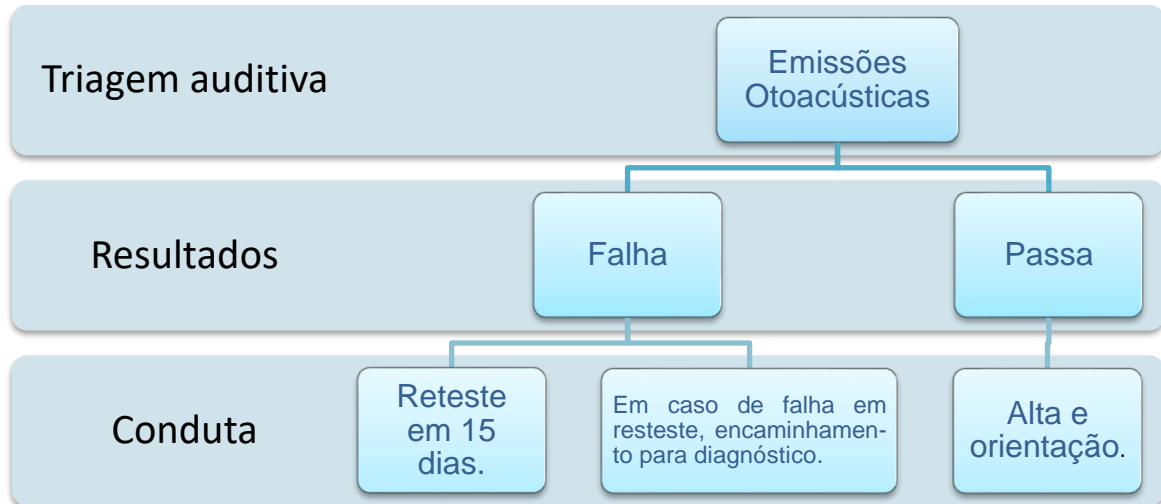 Triagem auditiva
Emissões
Otoacústicas
Resultados
Falha
Passa
Conduta
Reteste
em 15
dias.
Em caso de falha em
resteste, encaminhamen-
to para diagnóstico.
Alta e
orientação.